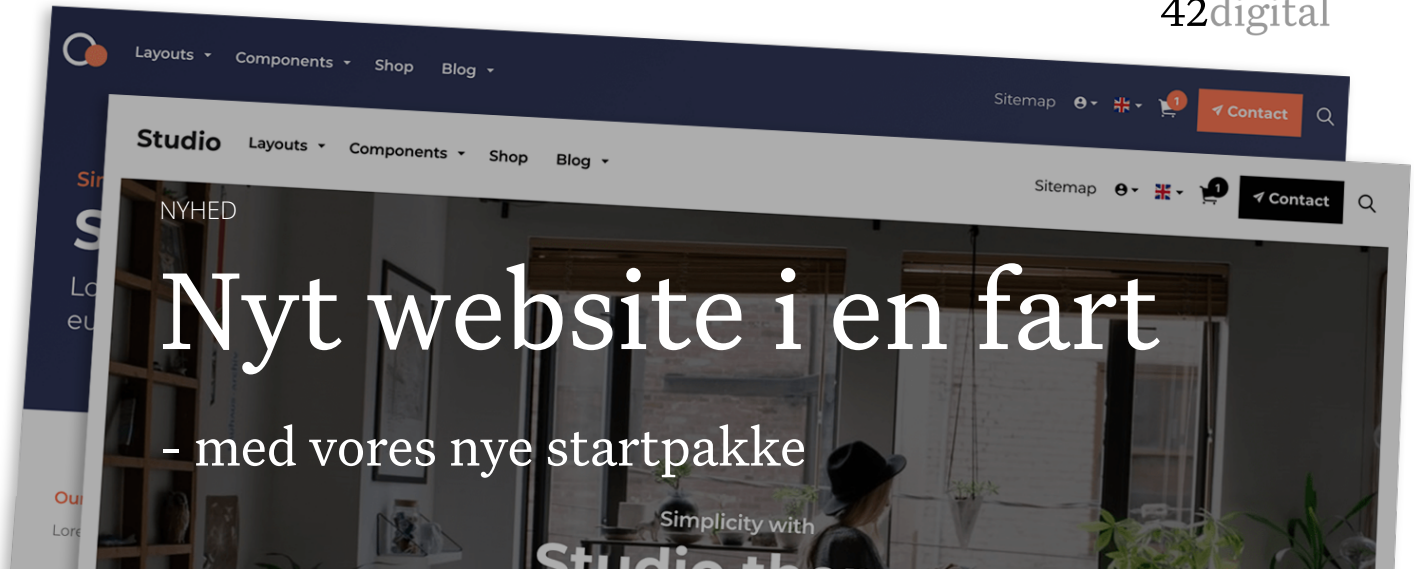 42digital
Layouts Components Shop Blog
Sitemap 1 Contact
Studio Layouts Components Shop Blog
Sitemap 1 Contact
NYHED
Nyt website i en fart
- med vores nye startpakke
Simplicity with
Studio